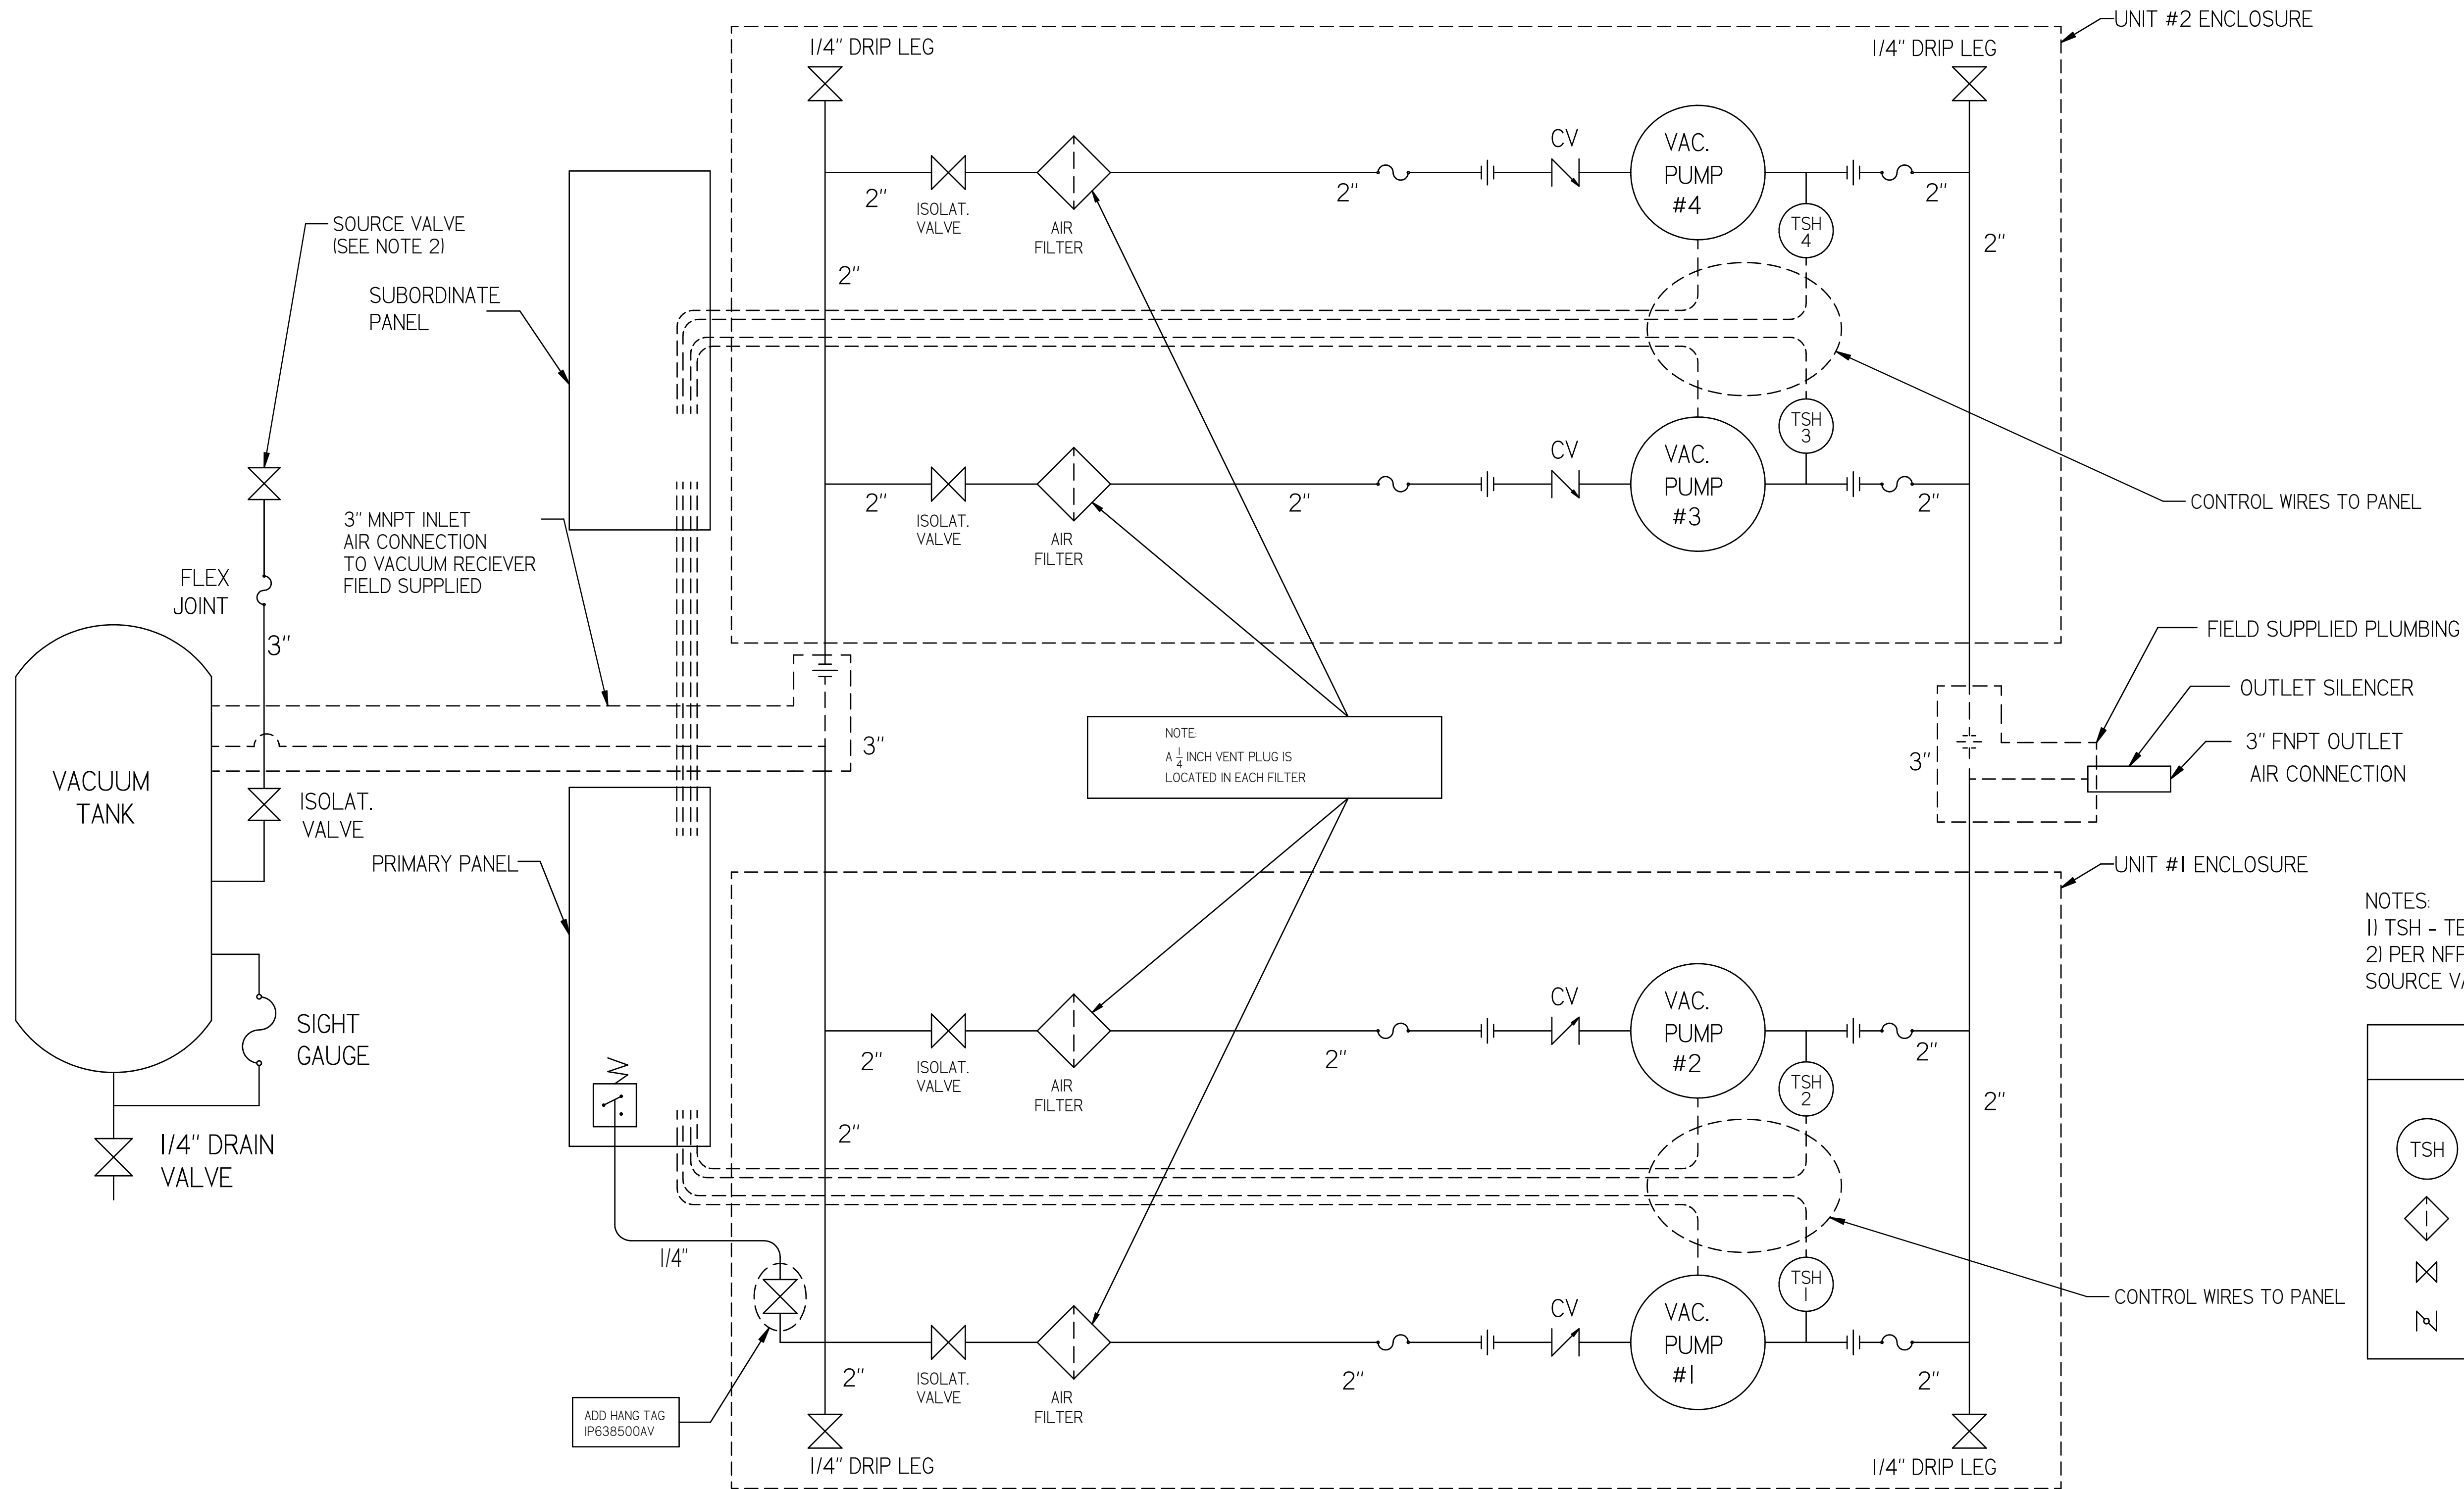 UNIT #2 ENCLOSURE
1/4" DRIP LEG
1/4" DRIP LEG
CV
VAC.
PUMP
#4
2"
ISOLAT.
VALVE
AIR
FILTER
2"
TSH
4
2"
2"
2"
SOURCE VALVE
(SEE NOTE 2)
SUBORDINATE
PANEL
CV
VAC.
PUMP
#3
TSH
3
2"
ISOLAT.
VALVE
AIR
FILTER
2"
2"
CONTROL WIRES TO PANEL
3" MNPT INLET
AIR CONNECTION
TO VACUUM RECIEVER
FIELD SUPPLIED
FLEX
JOINT
3"
FIELD SUPPLIED PLUMBING
OUTLET SILENCER
3" FNPT OUTLET
AIR CONNECTION
3"
3"
NOTE:
A 1/4 INCH VENT PLUG IS
LOCATED IN EACH FILTER
VACUUM
TANK
ISOLAT.
VALVE
PRIMARY PANEL
UNIT #1 ENCLOSURE
NOTES:
1) TSH -
2) PER
SOURCE
CV
VAC.
PUMP
#2
TSH
2
2"
ISOLAT.
VALVE
AIR
FILTER
2"
2"
2"
2"
SIGHT
GAUGE
1/4" DRAIN
VALVE
TSH
1/4"
CV
VAC.
PUMP
#1
TSH
1
CONTROL WIRES TO PANEL
2"
ISOLAT.
VALVE
AIR
FILTER
2"
2"
ADD HANG TAG
IP638500AV
1/4" DRIP LEG
1/4" DRIP LEG